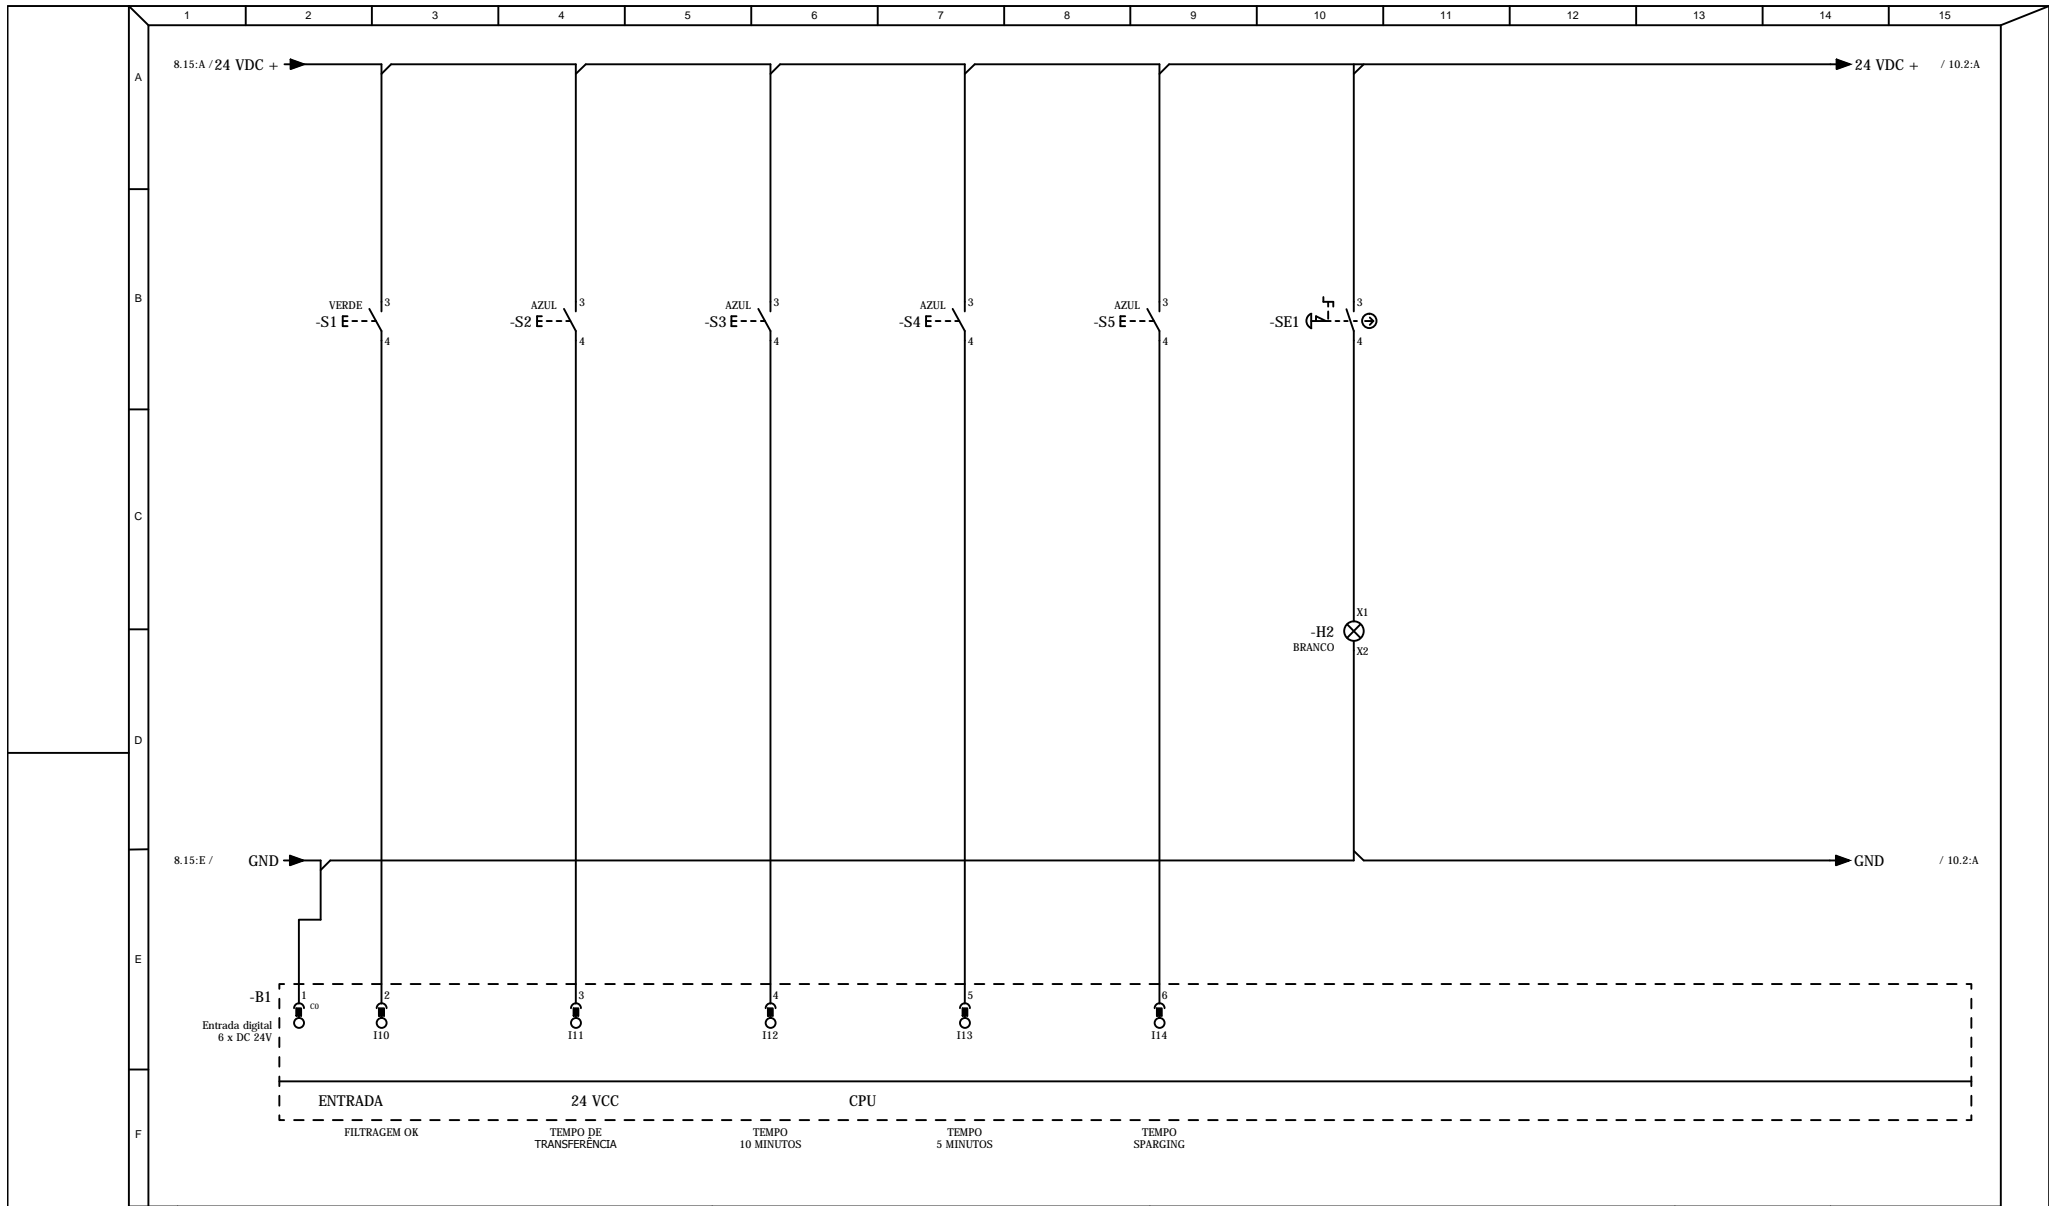 1 2 3 4 5 6 7 8 9 10 11 12 13 14 15
A
8.15:A / 24 VDC +
24 VDC + / 10.2:A
B
VERDE 3
-S1
4
AZUL 3
-S2
4
AZUL 3
-S3
4
AZUL 3
-S4
4
AZUL 3
-S5
4
3
-SE1
4
C
X1
-H2
BRANCO
X2
D
8.15:E / GND
GND / 10.2:A
E
-B1
Entrada digital
6 x DC 24V
1 C0
2
I10
3
I11
4
I12
5
I13
6
I14
ENTRADA 24 VCC CPU
F
FILTRAGEM OK
TEMPO DE
TRANSFERÊNCIA
TEMPO
10 MINUTOS
TEMPO
5 MINUTOS
TEMPO
SPARGING